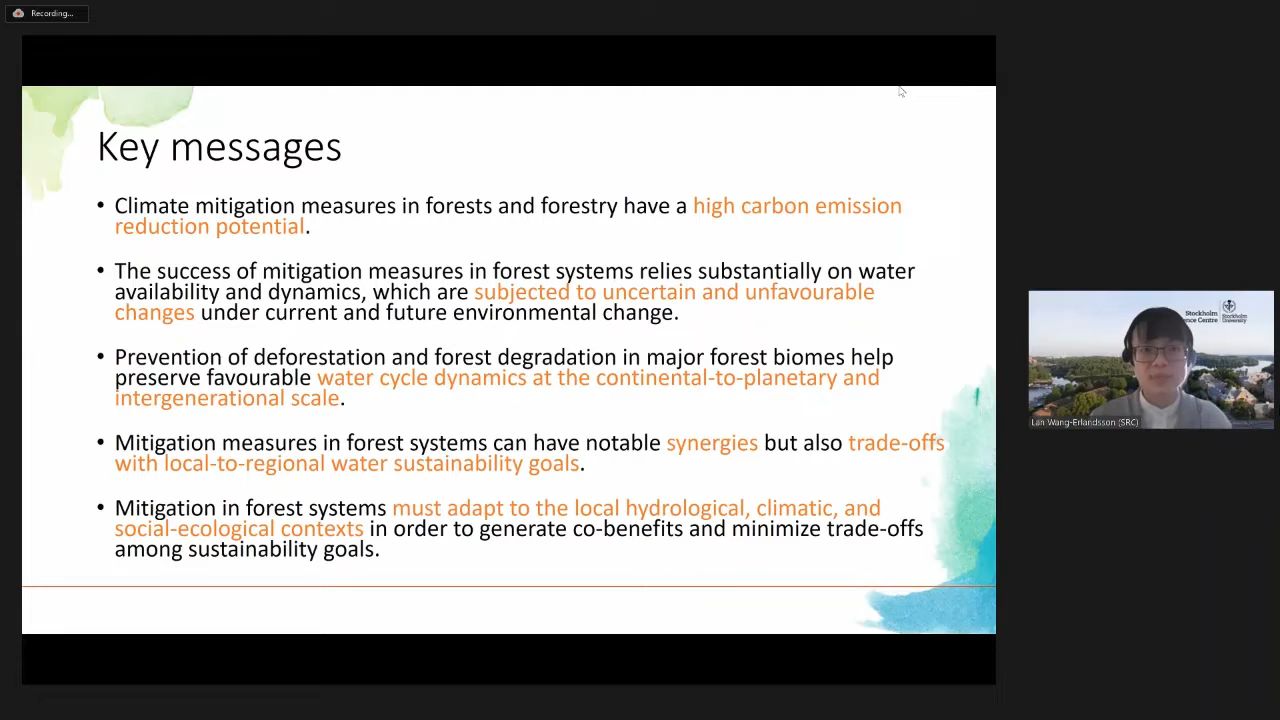 Recording...
Key messages
• Climate mitigation measures in forests and forestry have a high carbon emission
reduction potential.
• The success of mitigation measures in forest systems relies substantially on water
availability and dynamics, which are subjected to uncertain and unfavourable
changes under current and future environmental change.
• Prevention of deforestation and forest degradation in major forest biomes help
preserve favourable water cycle dynamics at the continental-to-planetary and
intergenerational scale.
• Mitigation measures in forest systems can have notable synergies but also trade-offs
with local-to-regional water sustainability goals.
• Mitigation in forest systems must adapt to the local hydrological, climatic, and
social-ecological contexts in order to generate co-benefits and minimize trade-offs
among sustainability goals.
Stockholm
ence Centre
Stockholm
University
Lan Wang-Erlandsson (SRC)